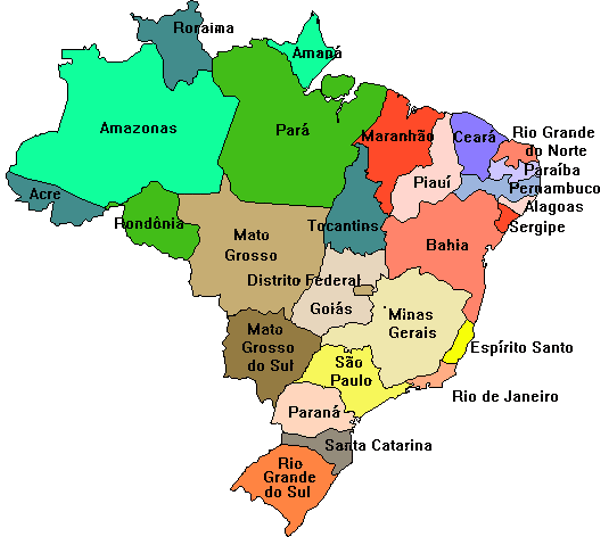 Roraima
Amapá
Amazonas
Pará
Maranhão
Ceará
Rio Grande
do Norte
Paraíba
Piauí
Pernambuco
Acre
Alagoas
Rondônia
Tocantins
Sergipe
Mato
Grosso
Bahia
Distrito Federal
Goiás
Minas
Gerais
Mato
Grosso
do Sul
Espírito Santo
São
Paulo
Rio de Janeiro
Paraná
Santa Catarina
Rio
Grande
do Sul